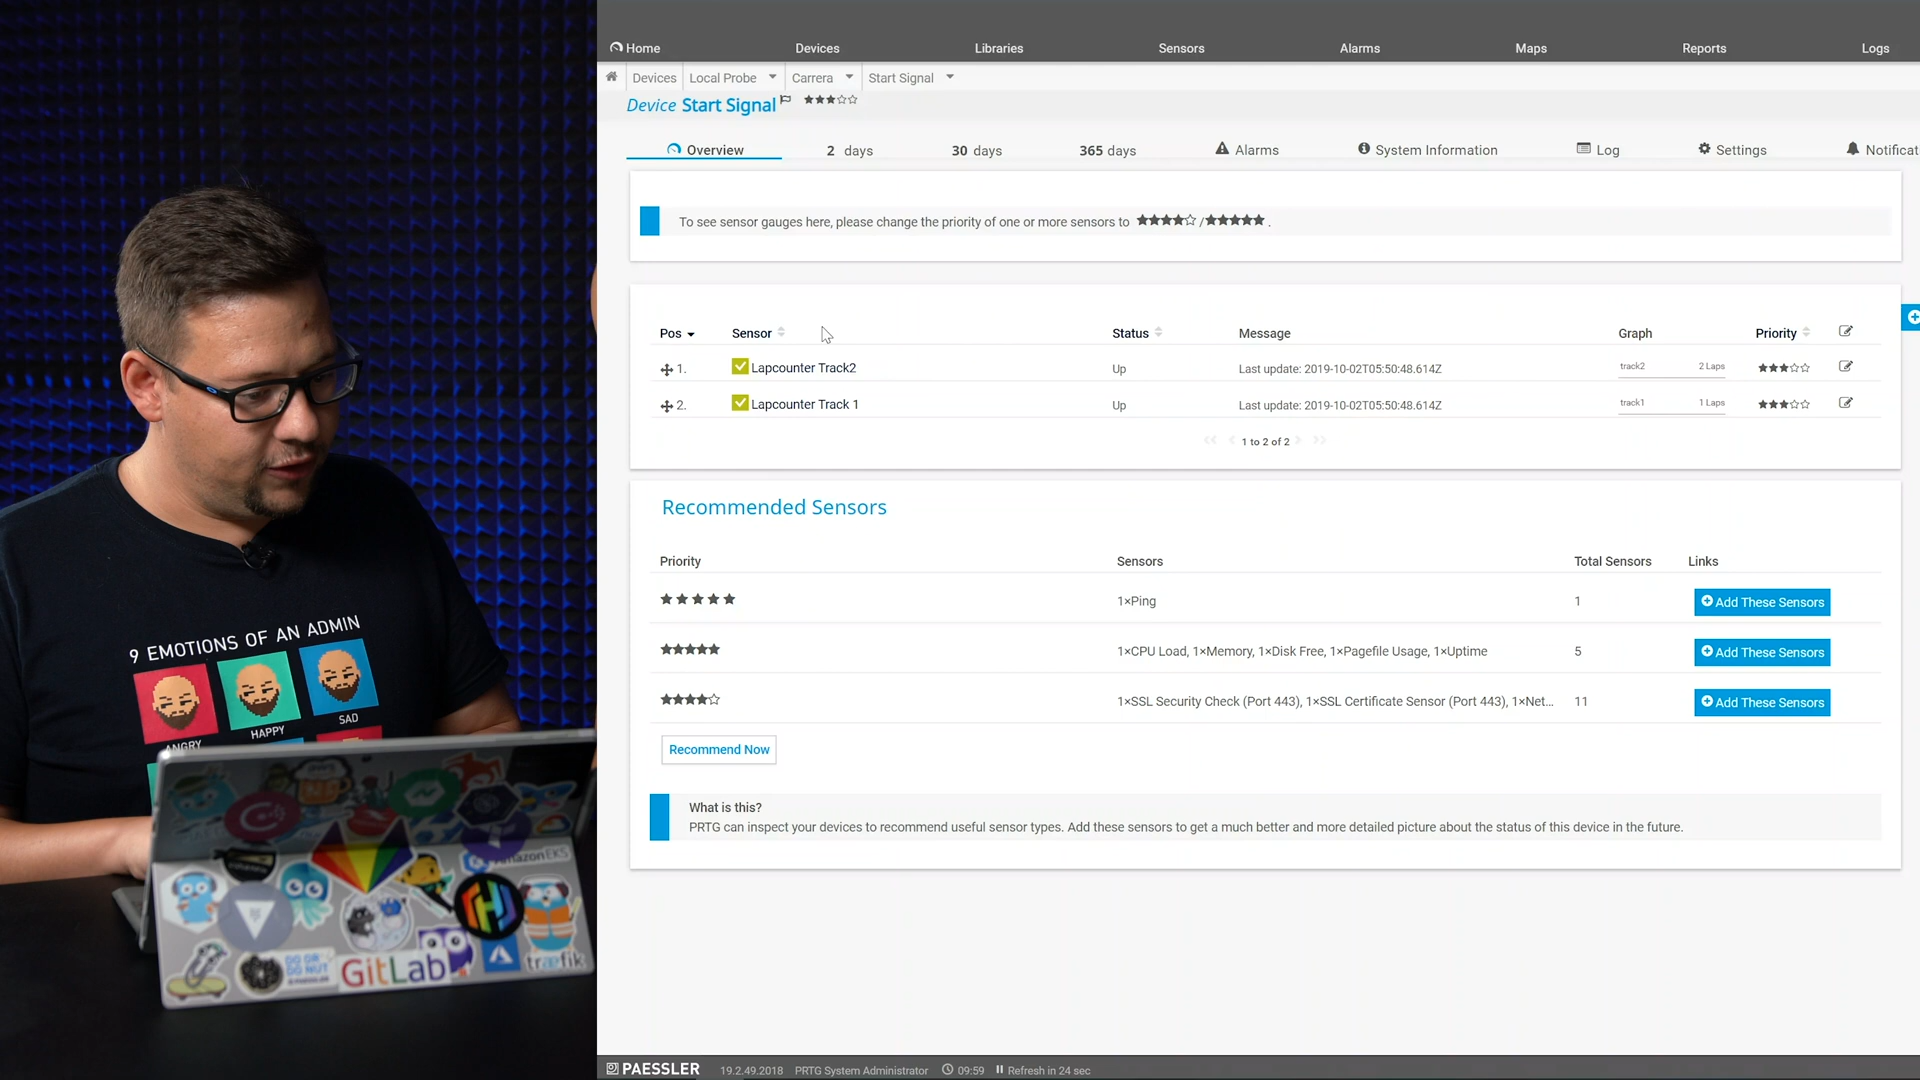 Home Devices Libraries Sensors Alarms Maps Reports Logs
Devices Local Probe Carrera Start Signal
Device Start Signal
Overview 2 days 30 days 365 days Alarms System Information Log Settings Notificat
To see sensor gauges here, please change the priority of one or more sensors to ★★★★☆/★★★★★.
Pos Sensor Status Message Graph Priority
1. Lapcounter Track2 Up Last update: 2019-10-02T05:50:48.614Z track2 2 Laps
2. Lapcounter Track 1 Up Last update: 2019-10-02T05:50:48.614Z track1 1 Laps
1 to 2 of 2
Recommended Sensors
Priority Sensors Total Sensors Links
1×Ping 1 Add These Sensors
1×CPU Load, 1×Memory, 1×Disk Free, 1×Pagefile Usage, 1×Uptime 5 Add These Sensors
1×SSL Security Check (Port 443), 1×SSL Certificate Sensor (Port 443), 1×Net... 11 Add These Sensors
Recommend Now
What is this?
PRTG can inspect your devices to recommend useful sensor types. Add these sensors to get a much better and more detailed picture about the status of this device in the future.
PAESSLER 19.2.49.2018 PRTG System Administrator 09:59 Refresh in 24 sec
9 EMOTIONS OF AN ADMIN
ANGRY HAPPY SAD
amazonEKS
DO OR
DO NUT
GitLab
træfik